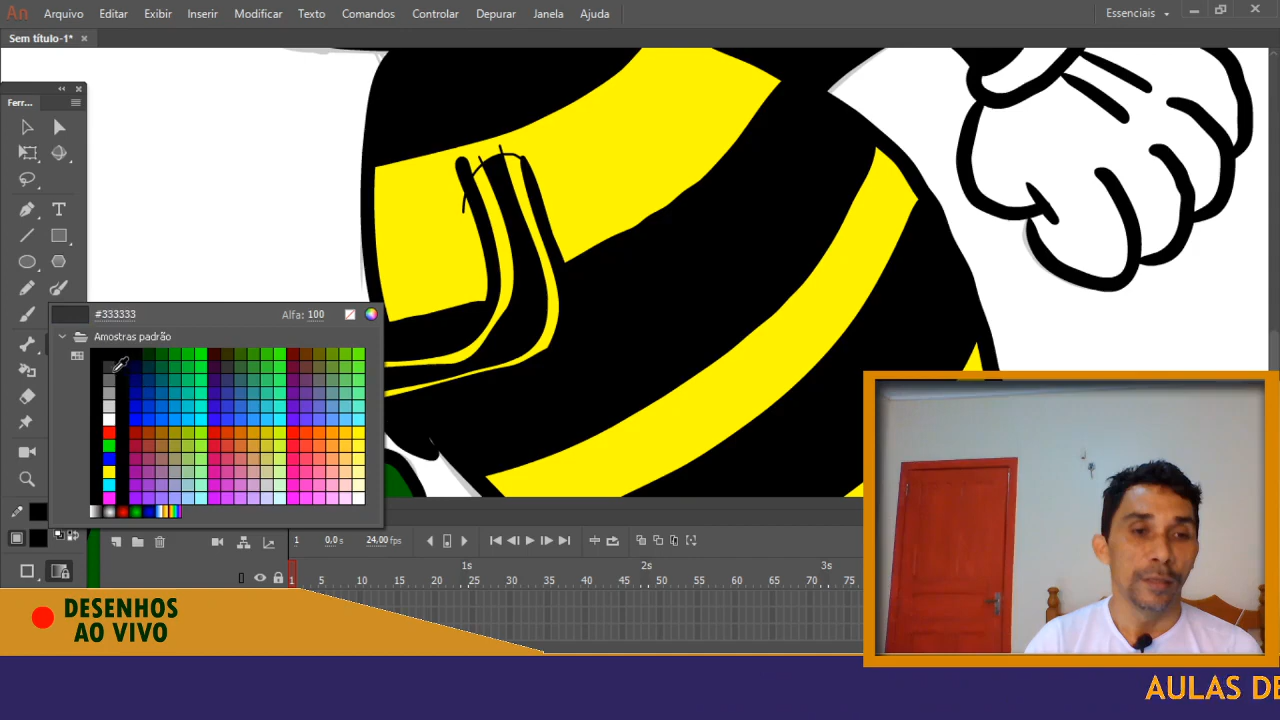 An Arquivo Editar Exibir Inserir Modificar Texto Comandos Controlar Depurar Janela Ajuda Essenciais
Sem título-1*
Ferr...
#333333 Alfa: 100
Amostras padrão
1 0,0 s 24,00 fps
1s 2s 3s
1 5 10 15 20 25 30 35 40 45 50 55 60 65 70 75
DESENHOS
AO VIVO
AULAS DE